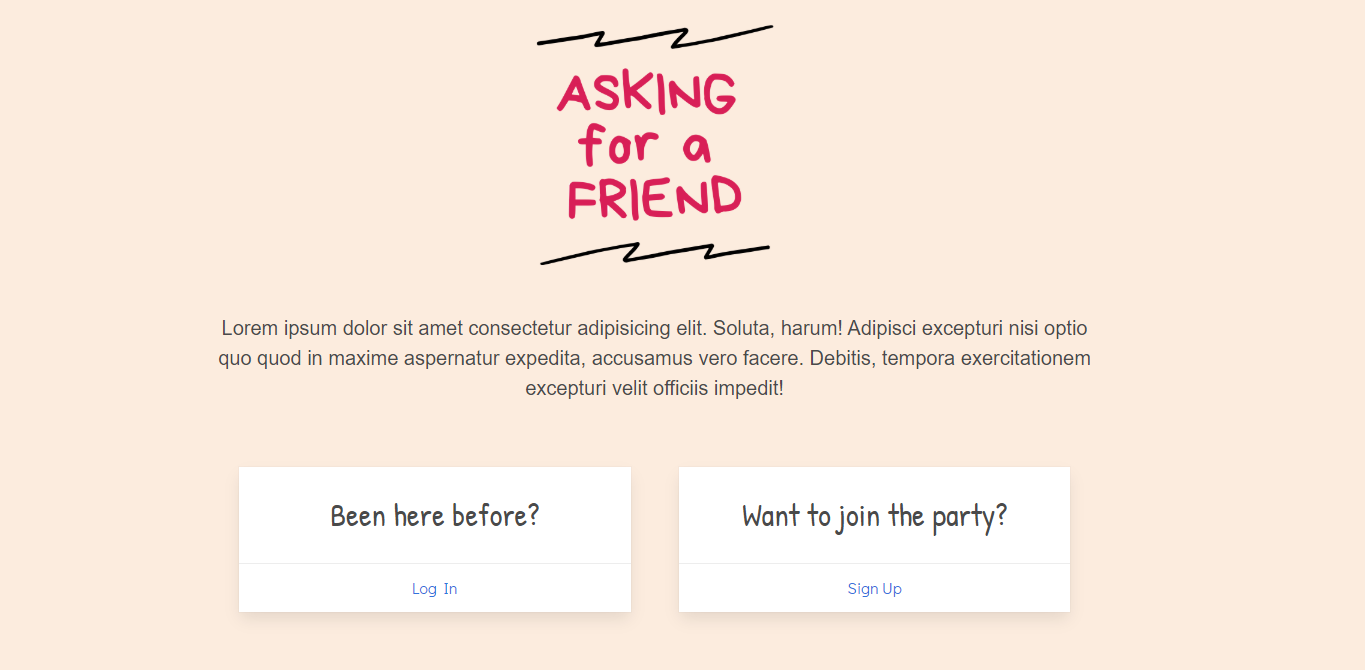 ASKING
for a
FRIEND
Lorem ipsum dolor sit amet consectetur adipisicing elit. Soluta, harum! Adipisci excepturi nisi optio
quo quod in maxime aspernatur expedita, accusamus vero facere. Debitis, tempora exercitationem
excepturi velit officiis impedit!
Been here before?
Log In
Want to join the party?
Sign Up